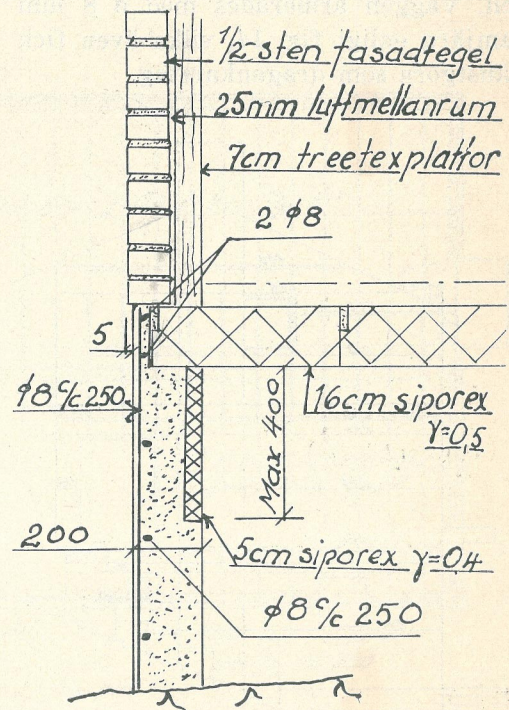 1/2-sten fasadtegel
25mm luftmellanrum
7cm treetexplattor
2 φ8
5
φ8 c/c 250
16cm siporex
γ=0,5
Max 400
200
5cm siporex γ=0,4
φ8 c/c 250